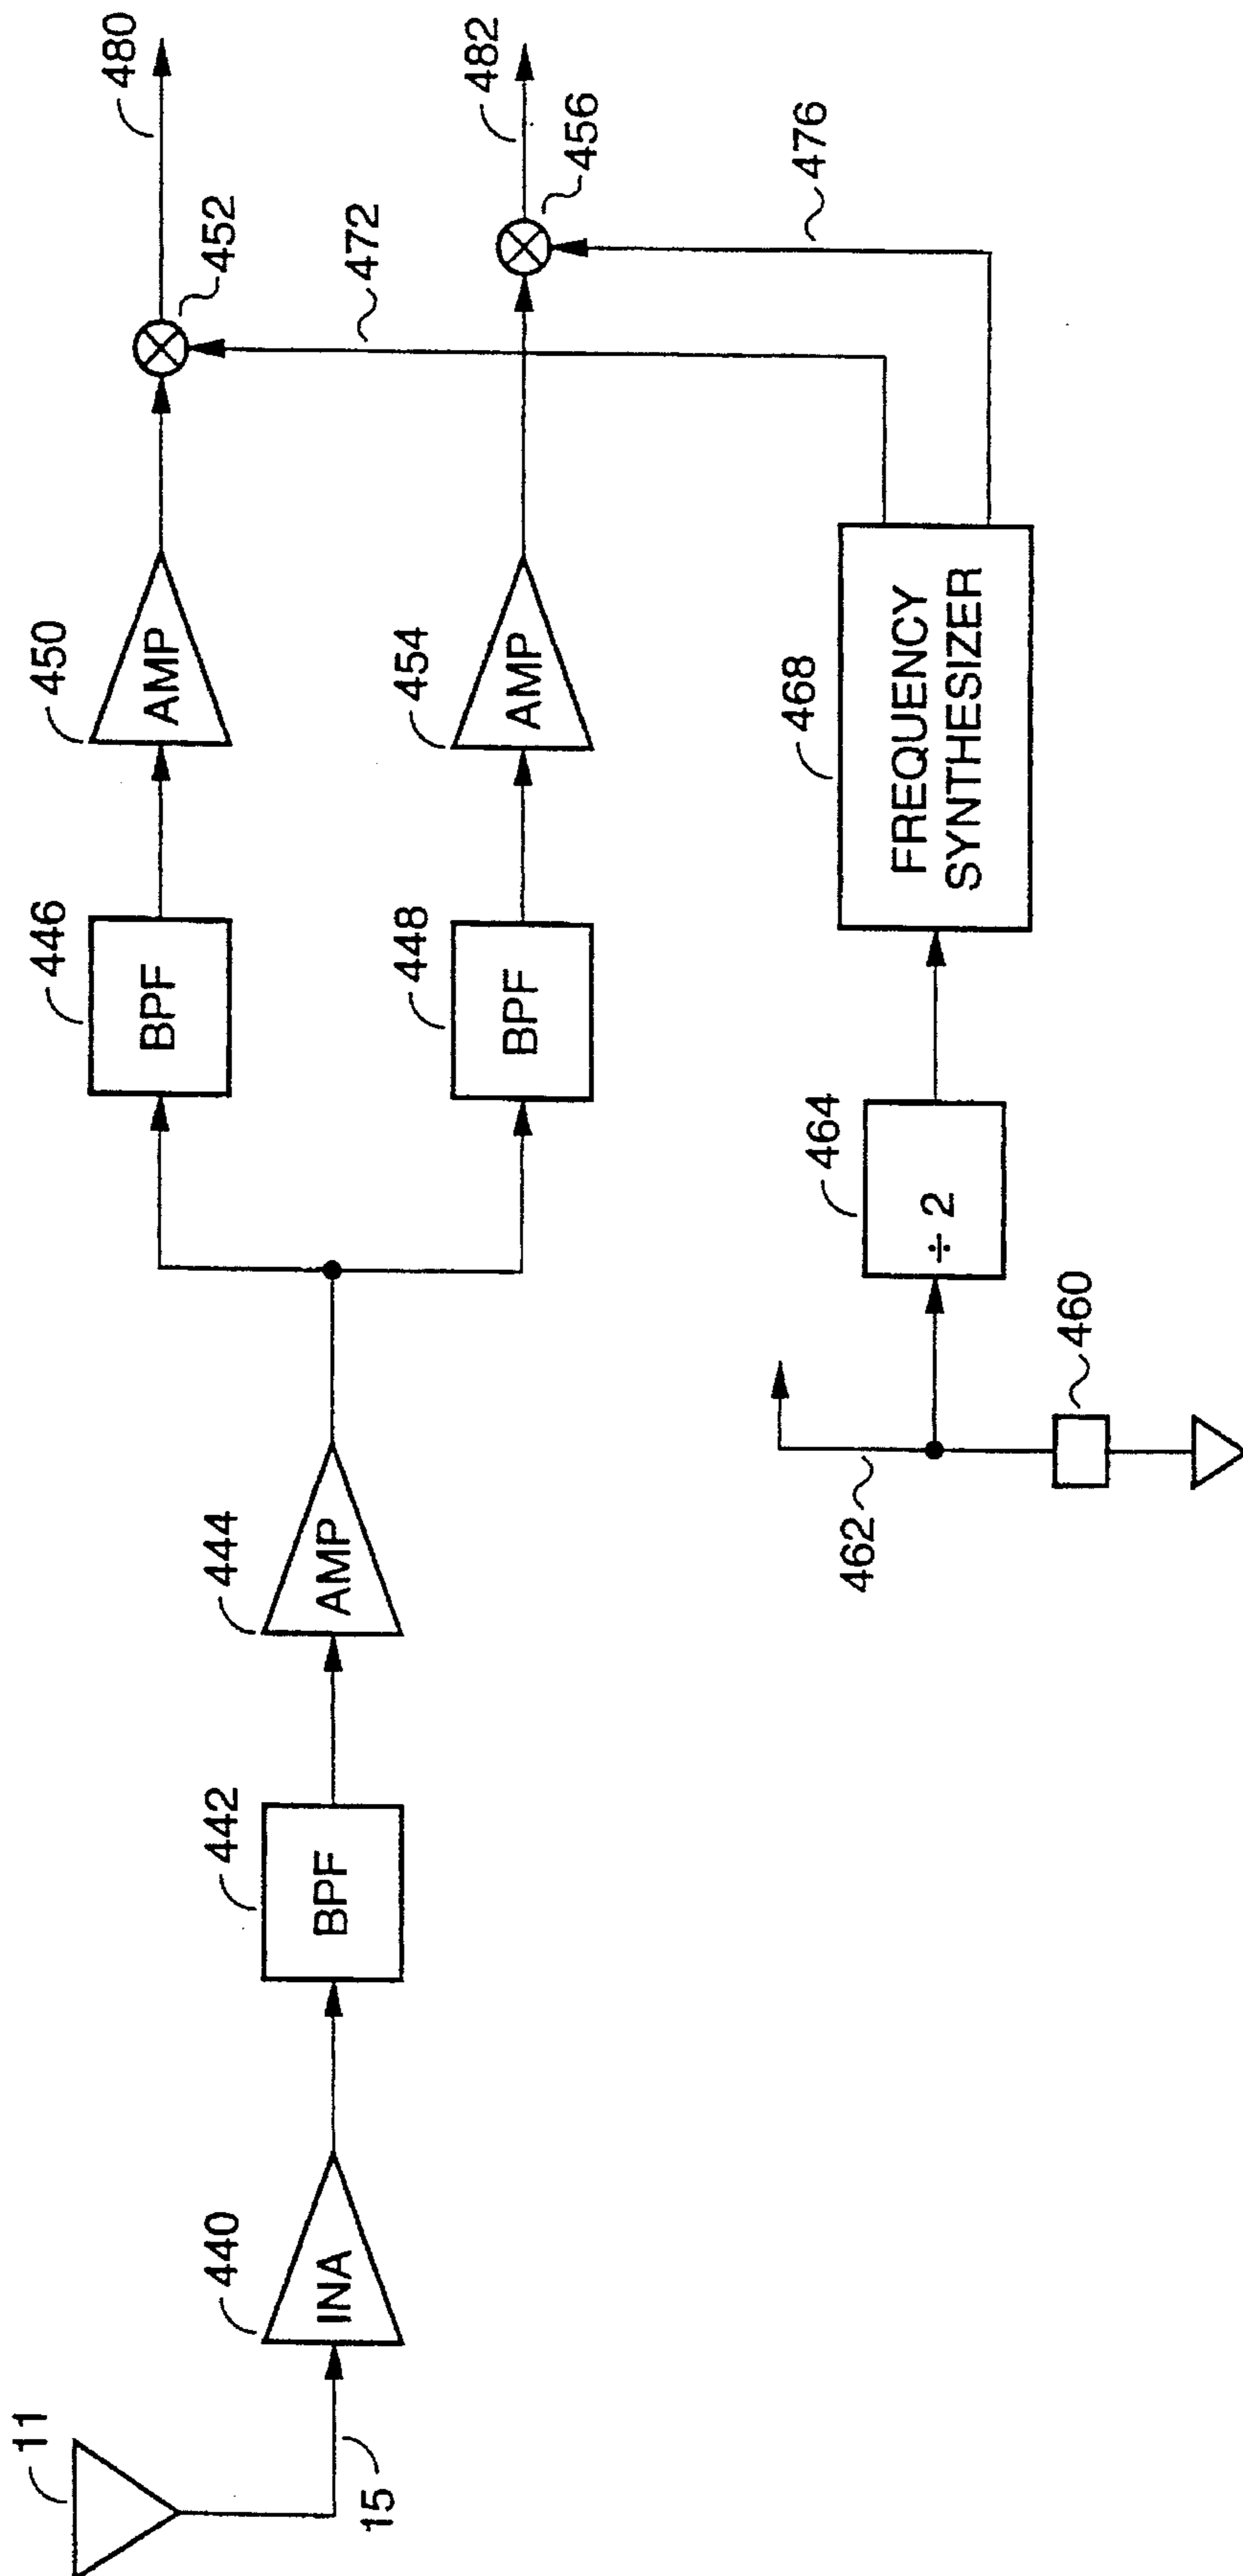 11
15
440
INA
442
BPF
444
AMP
446
BPF
450
AMP
452
480
448
BPF
454
AMP
456
482
472
476
462
460
464
÷ 2
468
FREQUENCY
SYNTHESIZER